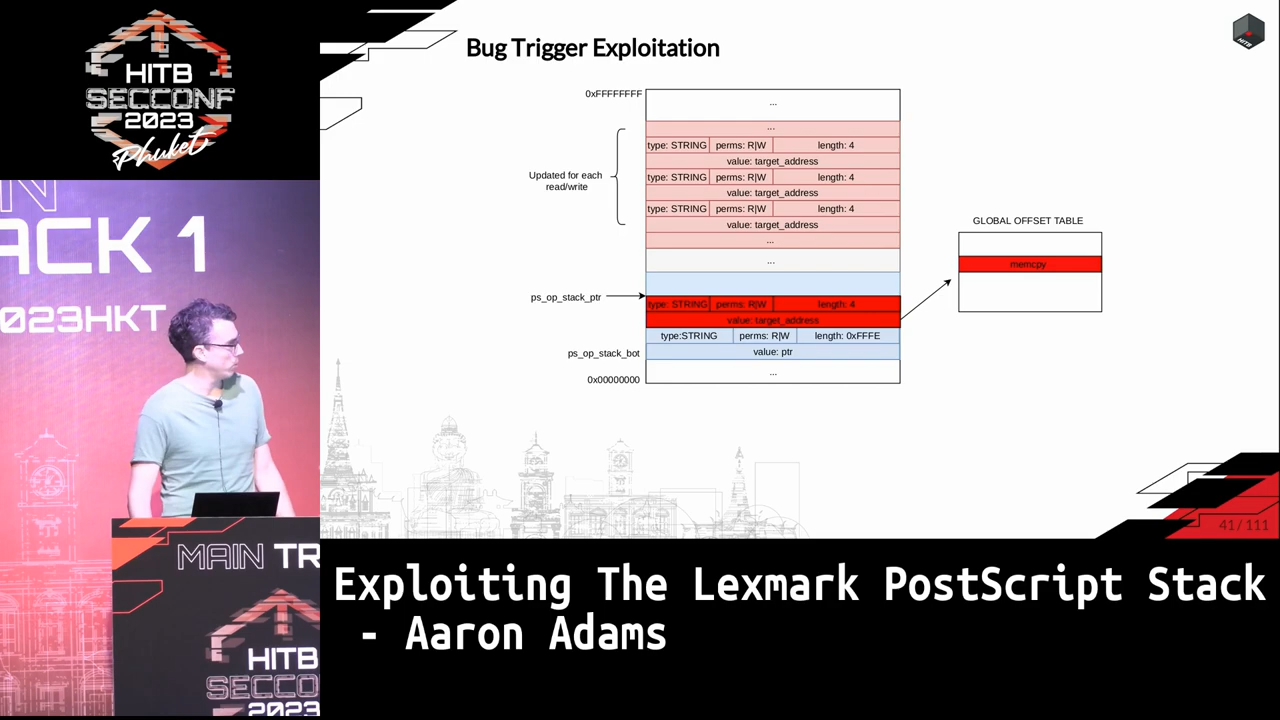 HITB
SECCONF
2023
Phuket
ACK 1
023HKT
MAIN TR
HITB
SECCO
2023
Bug Trigger Exploitation
HITB
0xFFFFFFFF
...
...
type: STRING perms: R|W length: 4
value: target_address
Updated for each
read/write
type: STRING perms: R|W length: 4
value: target_address
type: STRING perms: R|W length: 4
value: target_address
...
...
ps_op_stack_ptr
type: STRING perms: R|W length: 4
value: target_address
type:STRING perms: R|W length: 0xFFFE
ps_op_stack_bot
value: ptr
0x00000000
...
GLOBAL OFFSET TABLE
memcpy
41 / 111
Exploiting The Lexmark PostScript Stack
- Aaron Adams